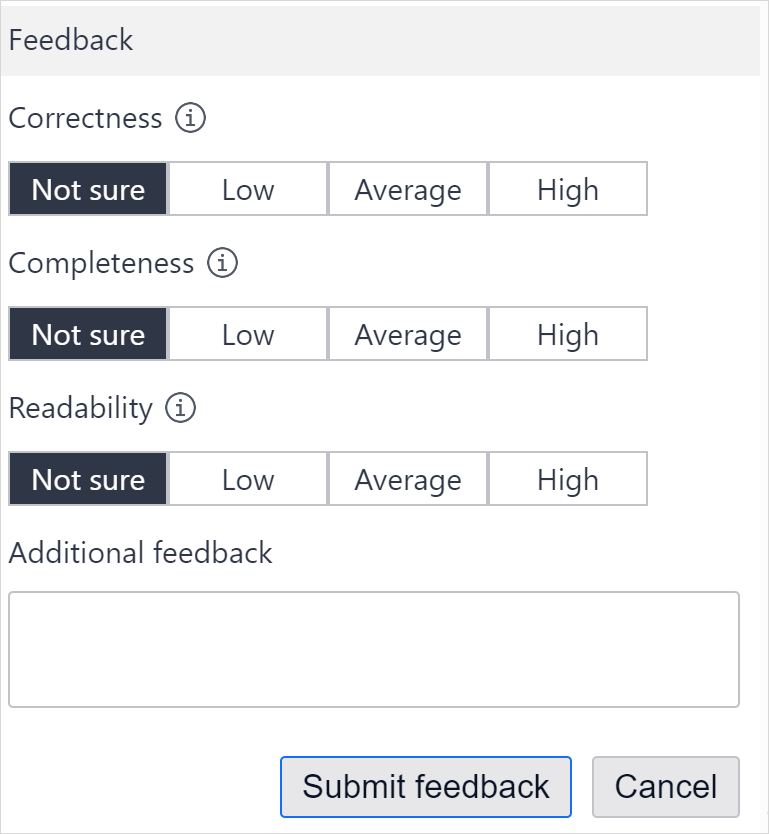 Feedback
Correctness
Not sure Low Average High
Completeness
Not sure Low Average High
Readability
Not sure Low Average High
Additional feedback
Submit feedback Cancel